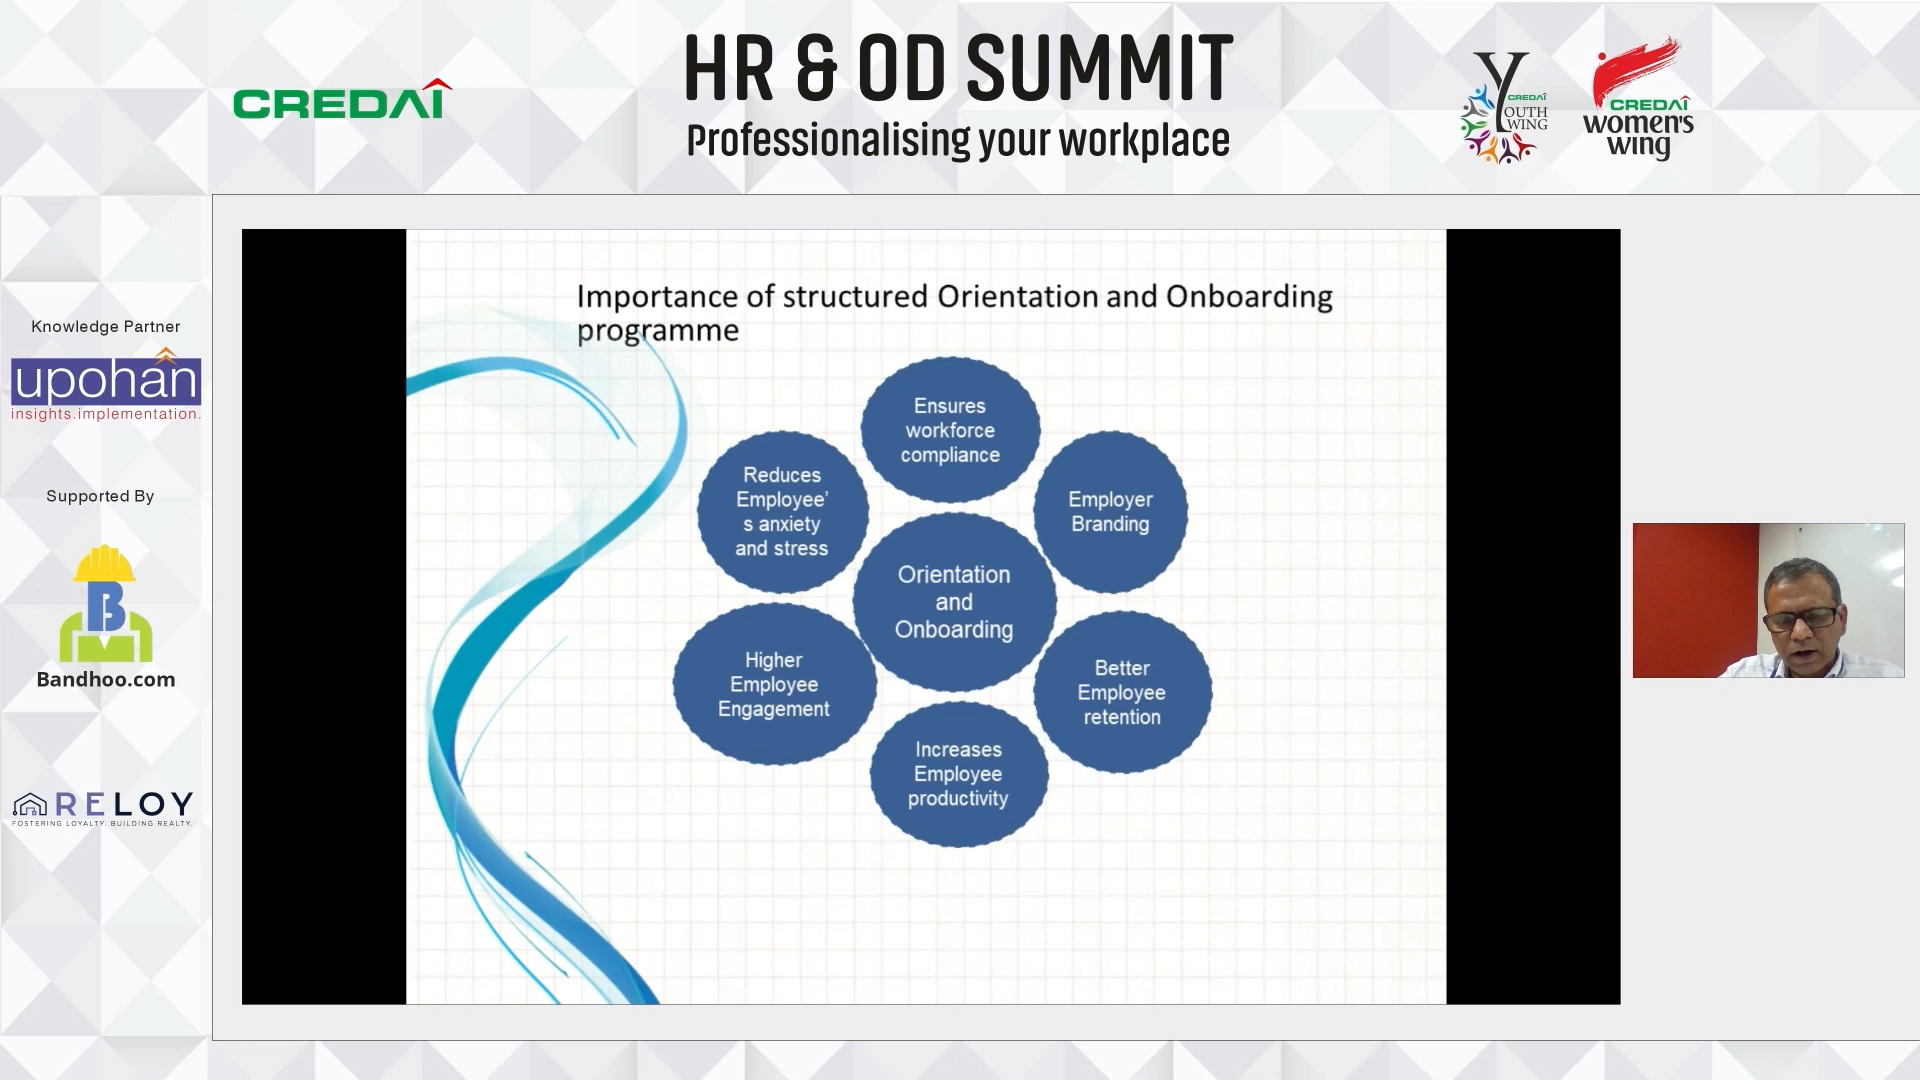 HR & OD SUMMIT
Professionalising your workplace
CREDAI
Y
CREDAI
OUTH
WING
CREDAI
women's
wing
Knowledge Partner
upohan
insights.implementation.
Supported By
B
Bandhoo.com
RELOY
FOSTERING LOYALTY. BUILDING REALTY.
Importance of structured Orientation and Onboarding
programme
Ensures
workforce
compliance
Employer
Branding
Better
Employee
retention
Increases
Employee
productivity
Higher
Employee
Engagement
Reduces
Employee'
s anxiety
and stress
Orientation
and
Onboarding